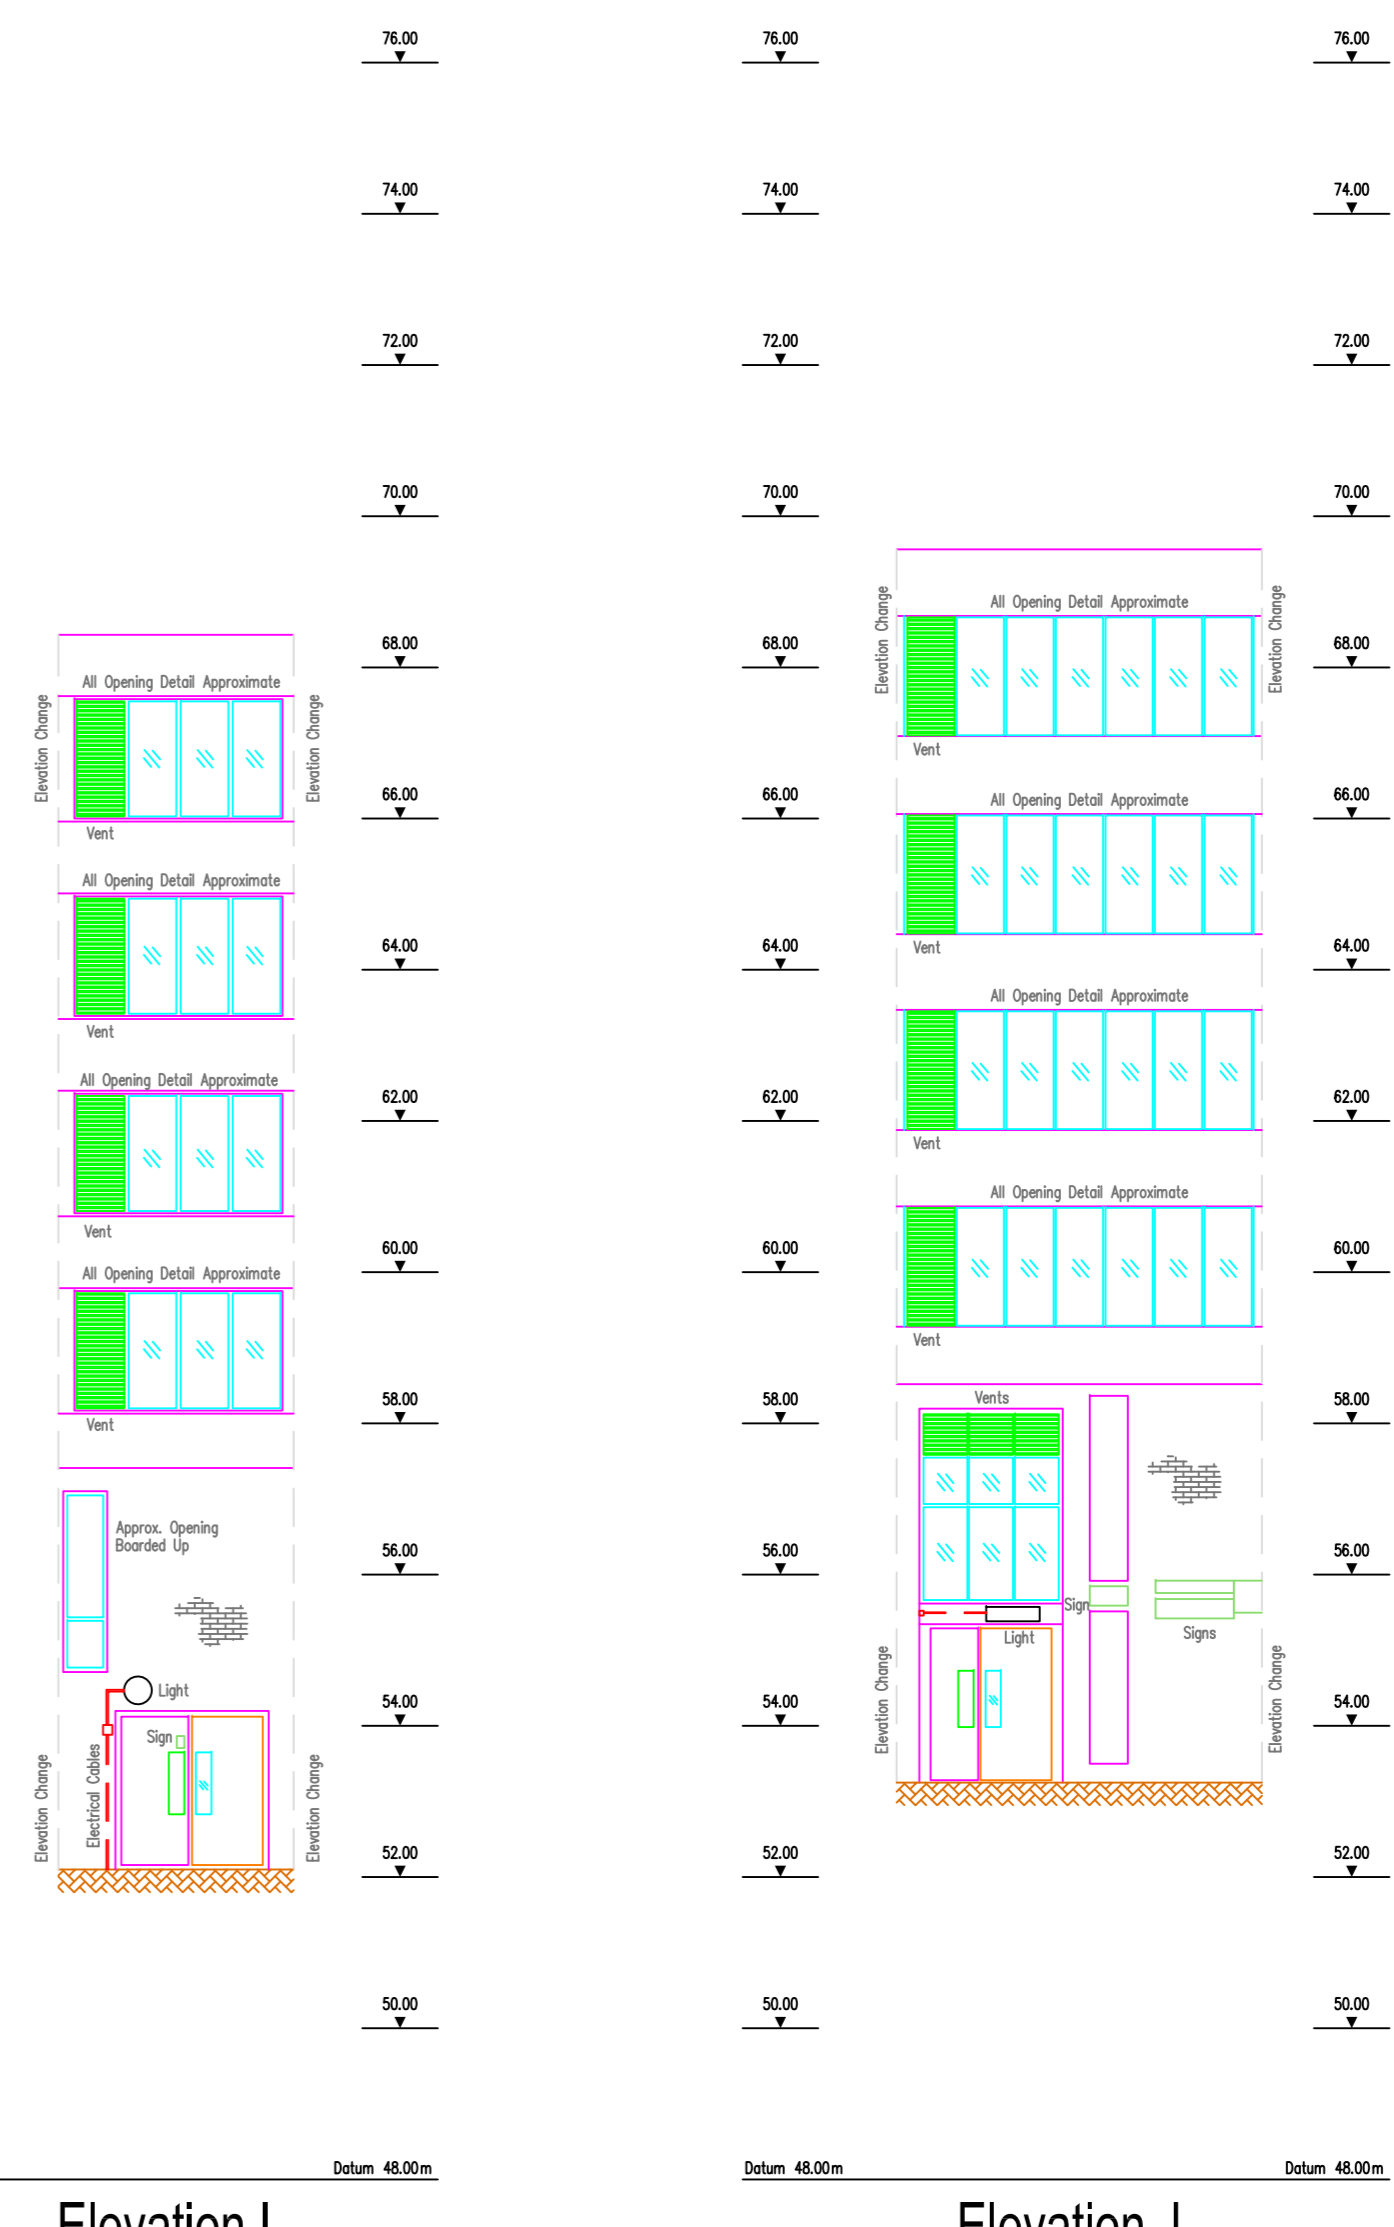 76.00 76.00 76.00
74.00 74.00 74.00
72.00 72.00 72.00
70.00 70.00 70.00
All Opening Detail Approximate
Elevation Change
Elevation Change
68.00 68.00 68.00
All Opening Detail Approximate
Elevation Change
Elevation Change
Vent
66.00 66.00 66.00
All Opening Detail Approximate
Vent
All Opening Detail Approximate
Vent
64.00 64.00 64.00
All Opening Detail Approximate
Vent
All Opening Detail Approximate
62.00 62.00 62.00
Vent
All Opening Detail Approximate
Vent
60.00 60.00 60.00
All Opening Detail Approximate
Vent
Vents
58.00 58.00 58.00
Vent
Approx. Opening
Boarded Up
56.00 56.00 56.00
Sign
Signs
Light
Elevation Change
Elevation Change
Light
54.00 54.00 54.00
Sign
Electrical Cables
Elevation Change
Elevation Change
52.00 52.00 52.00
50.00 50.00 50.00
Datum 48.00m Datum 48.00m Datum 48.00m
Elevation
Elevation